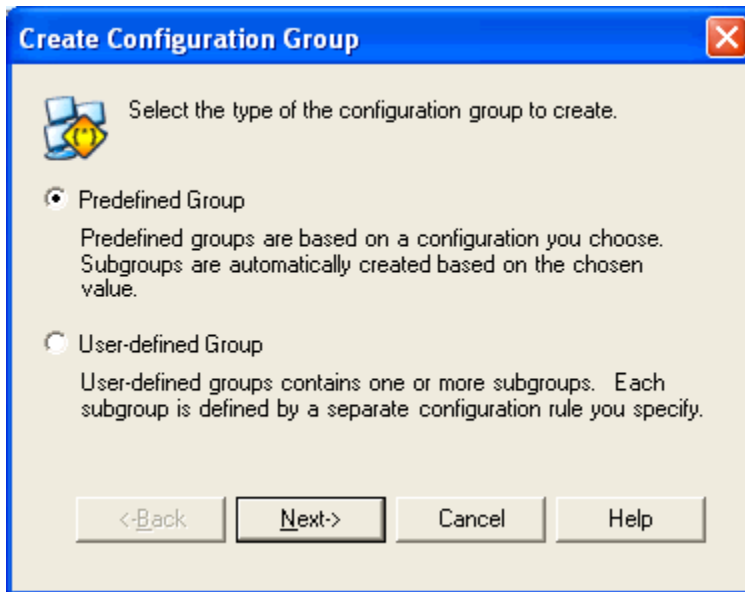 Create Configuration Group
Select the type of the configuration group to create.
Predefined Group
Predefined groups are based on a configuration you choose.
Subgroups are automatically created based on the chosen
value.
User-defined Group
User-defined groups contains one or more subgroups.  Each
subgroup is defined by a separate configuration rule you specify.
<-Back
Next->
Cancel
Help